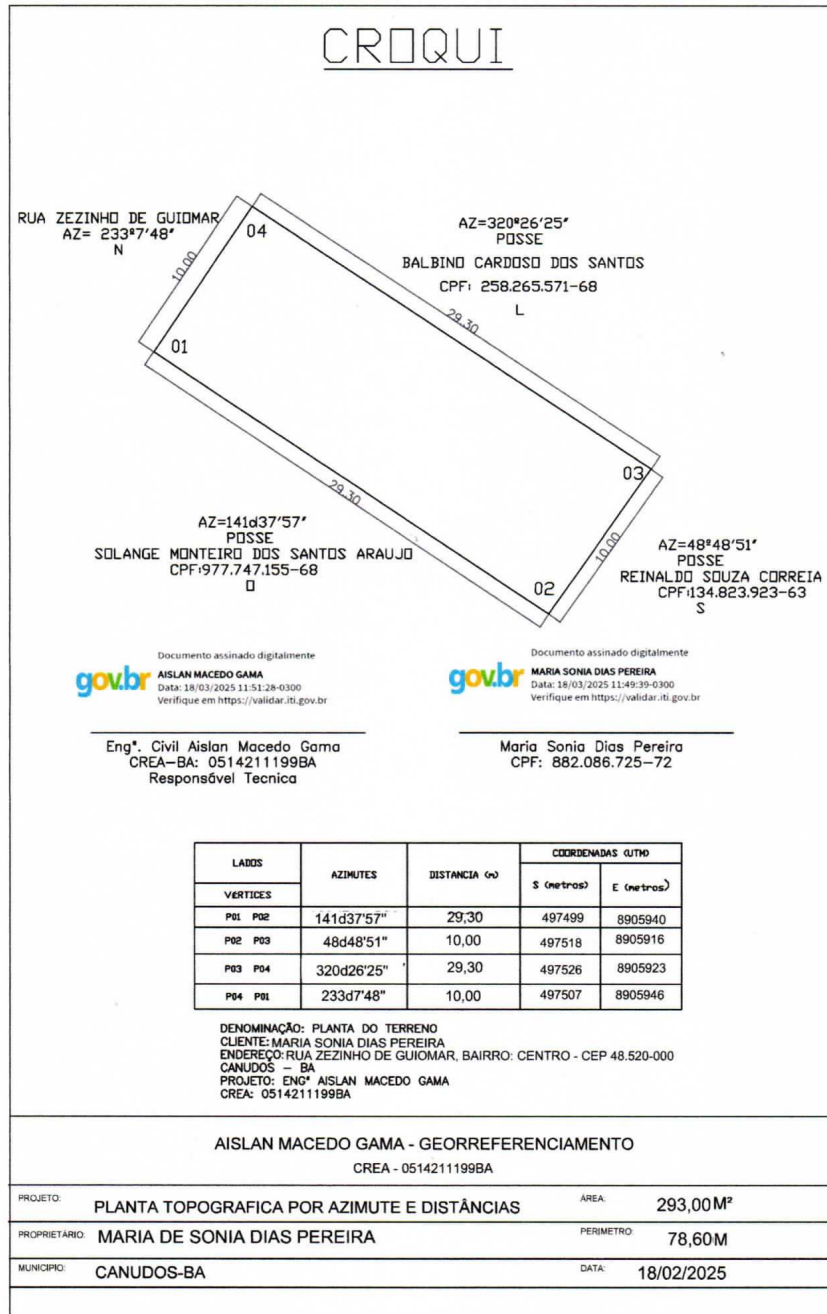 CROQUI
RUA ZEZINHO DE GUIOMAR
AZ= 233º7'48"
N
04
10.00
01
AZ=320º26'25"
POSSE
BALBINO CARDOSO DOS SANTOS
CPF: 258.265.571-68
L
29.30
03
29.30
AZ=141d37'57"
POSSE
SOLANGE MONTEIRO DOS SANTOS ARAUJO
CPF:977.747.155-68
O
10.00
02
AZ=48º48'51"
POSSE
REINALDO SOUZA CORREIA
CPF:134.823.923-63
S
Documento assinado digitalmente
gov.br
AISLAN MACEDO GAMA
Data: 18/03/2025 11:51:28-0300
Verifique em https://validar.iti.gov.br
Documento assinado digitalmente
gov.br
MARIA SONIA DIAS PEREIRA
Data: 18/03/2025 11:49:39-0300
Verifique em https://validar.iti.gov.br
Engª. Civil Aislan Macedo Gama
CREA-BA: 0514211199BA
Responsável Tecnica
Maria Sonia Dias Pereira
CPF: 882.086.725-72
LADOS
VERTICES
AZIMUTES
DISTANCIA (m)
COORDENADAS (UTM)
S (metros) E (metros)
P01 P02 141d37'57" 29,30 497499 8905940
P02 P03 48d48'51" 10,00 497518 8905916
P03 P04 320d26'25" 29,30 497526 8905923
P04 P01 233d7'48" 10,00 497507 8905946
DENOMINAÇÃO: PLANTA DO TERRENO
CLIENTE: MARIA SONIA DIAS PEREIRA
ENDEREÇO: RUA ZEZINHO DE GUIOMAR, BAIRRO: CENTRO - CEP 48.520-000
CANUDOS - BA
PROJETO: ENGª AISLAN MACEDO GAMA
CREA: 0514211199BA
AISLAN MACEDO GAMA - GEORREFERENCIAMENTO
CREA - 0514211199BA
PROJETO: PLANTA TOPOGRAFICA POR AZIMUTE E DISTÂNCIAS ÁREA: 293,00M²
PROPRIETÁRIO: MARIA DE SONIA DIAS PEREIRA PERIMETRO: 78,60M
MUNICIPIO: CANUDOS-BA DATA: 18/02/2025